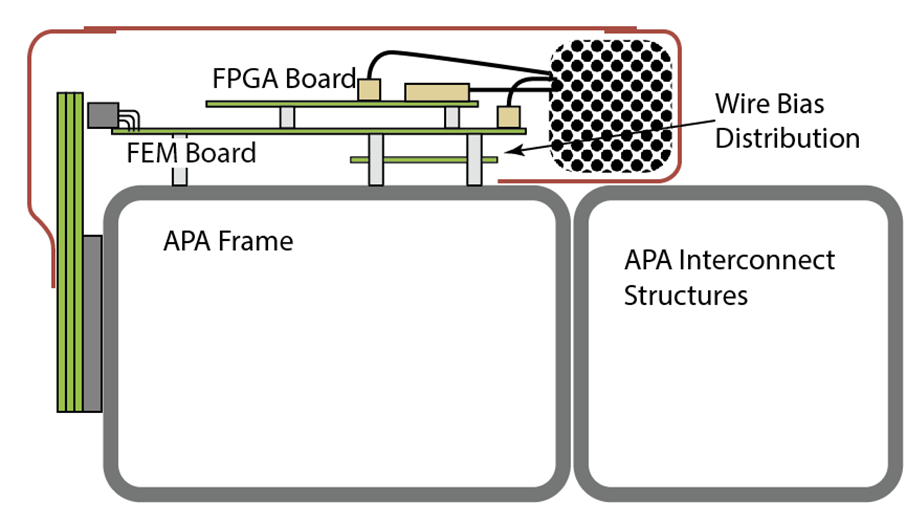 FPGA Board
Wire Bias
Distribution
FEM Board
APA Frame
APA Interconnect
Structures